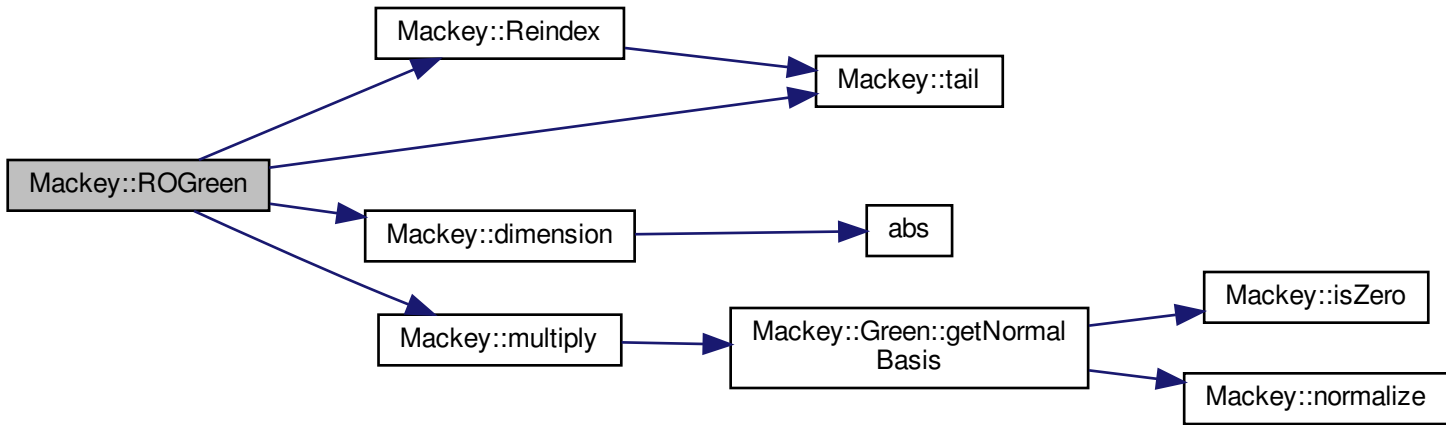 Mackey::ROGreen
Mackey::Reindex
Mackey::tail
Mackey::dimension
abs
Mackey::multiply
Mackey::Green::getNormal
Basis
Mackey::isZero
Mackey::normalize